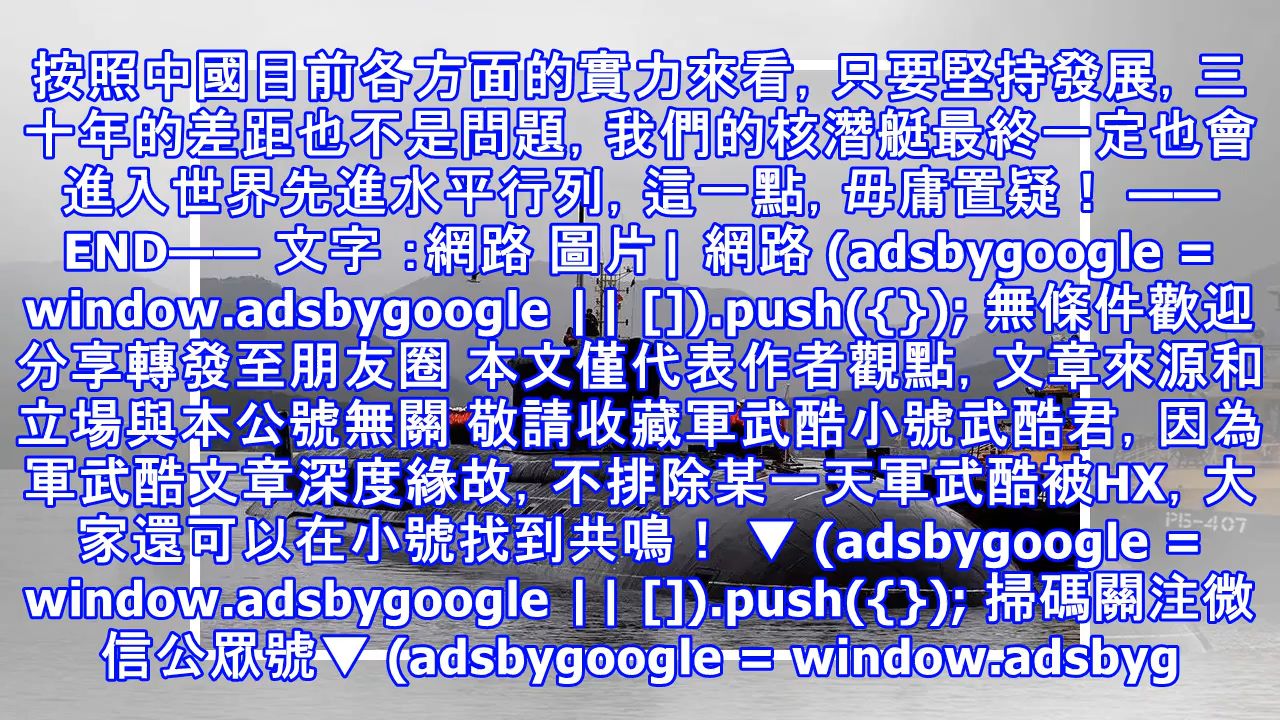 按照中國目前各方面的實力來看, 只要堅持發展, 三
十年的差距也不是問題, 我們的核潛艇最終一定也會
進入世界先進水平行列, 這一點, 毋庸置疑！ ——
END—— 文字 :網路 圖片| 網路 (adsbygoogle =
window.adsbygoogle || []).push({}); 無條件歡迎
分享轉發至朋友圈 本文僅代表作者觀點, 文章來源和
立場與本公號無關 敬請收藏軍武酷小號武酷君, 因為
軍武酷文章深度緣故, 不排除某一天軍武酷被HX, 大
РБ-407
家還可以在小號找到共鳴！ ▼ (adsbygoogle =
window.adsbygoogle || []).push({}); 掃碼關注微
信公眾號▼ (adsbygoogle = window.adsbyg